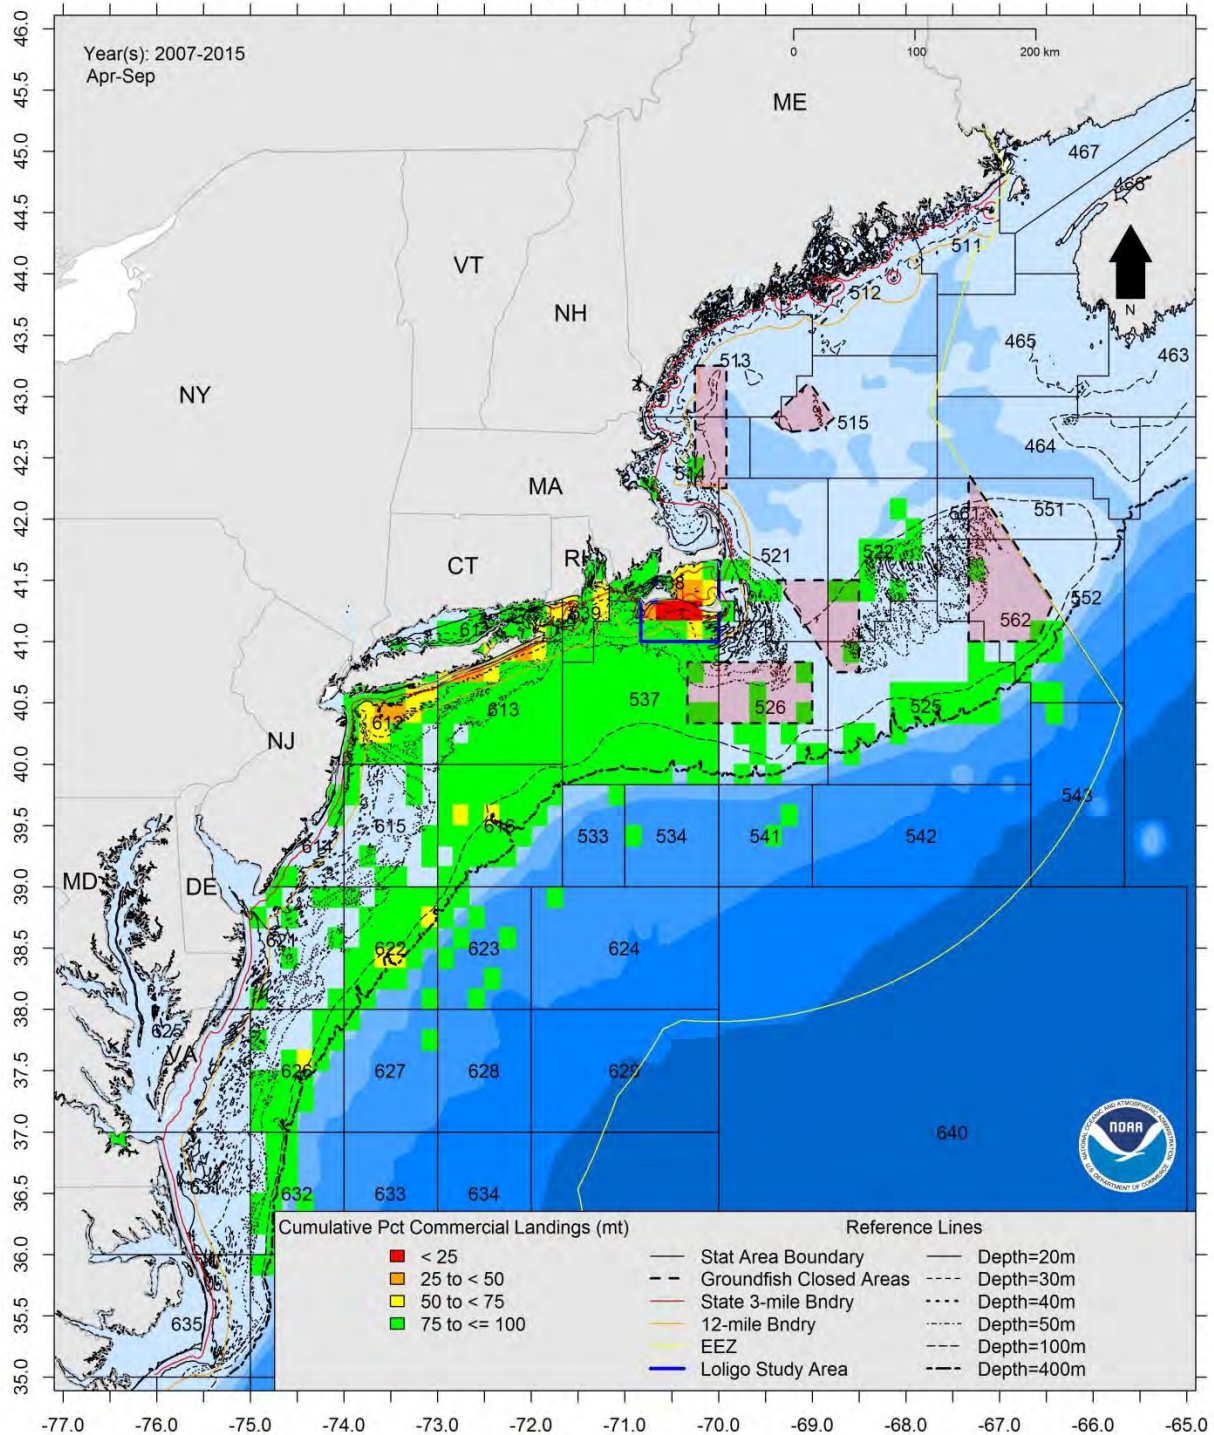 Year(s): 2007-2015
Apr-Sep
0 100 200 km
ME
VT
NH
NY
MA
CT
RI
NJ
MD
DE
VA
N
467
466
511
512
465
463
513
515
464
514
551
561
521
522
538
552
562
539
611
537
526
525
612
613
543
615
616
533
534
541
542
614
621
622
623
624
625
626
627
628
629
640
631
632
633
634
635
NOAA
NATIONAL OCEANIC AND ATMOSPHERIC ADMINISTRATION
U.S. DEPARTMENT OF COMMERCE
Cumulative Pct Commercial Landings (mt)
< 25
25 to < 50
50 to < 75
75 to <= 100
Reference Lines
Stat Area Boundary
Groundfish Closed Areas
State 3-mile Bndry
12-mile Bndry
EEZ
Loligo Study Area
Depth=20m
Depth=30m
Depth=40m
Depth=50m
Depth=100m
Depth=400m
46.0
45.5
45.0
44.5
44.0
43.5
43.0
42.5
42.0
41.5
41.0
40.5
40.0
39.5
39.0
38.5
38.0
37.5
37.0
36.5
36.0
35.5
35.0
-77.0 -76.0 -75.0 -74.0 -73.0 -72.0 -71.0 -70.0 -69.0 -68.0 -67.0 -66.0 -65.0